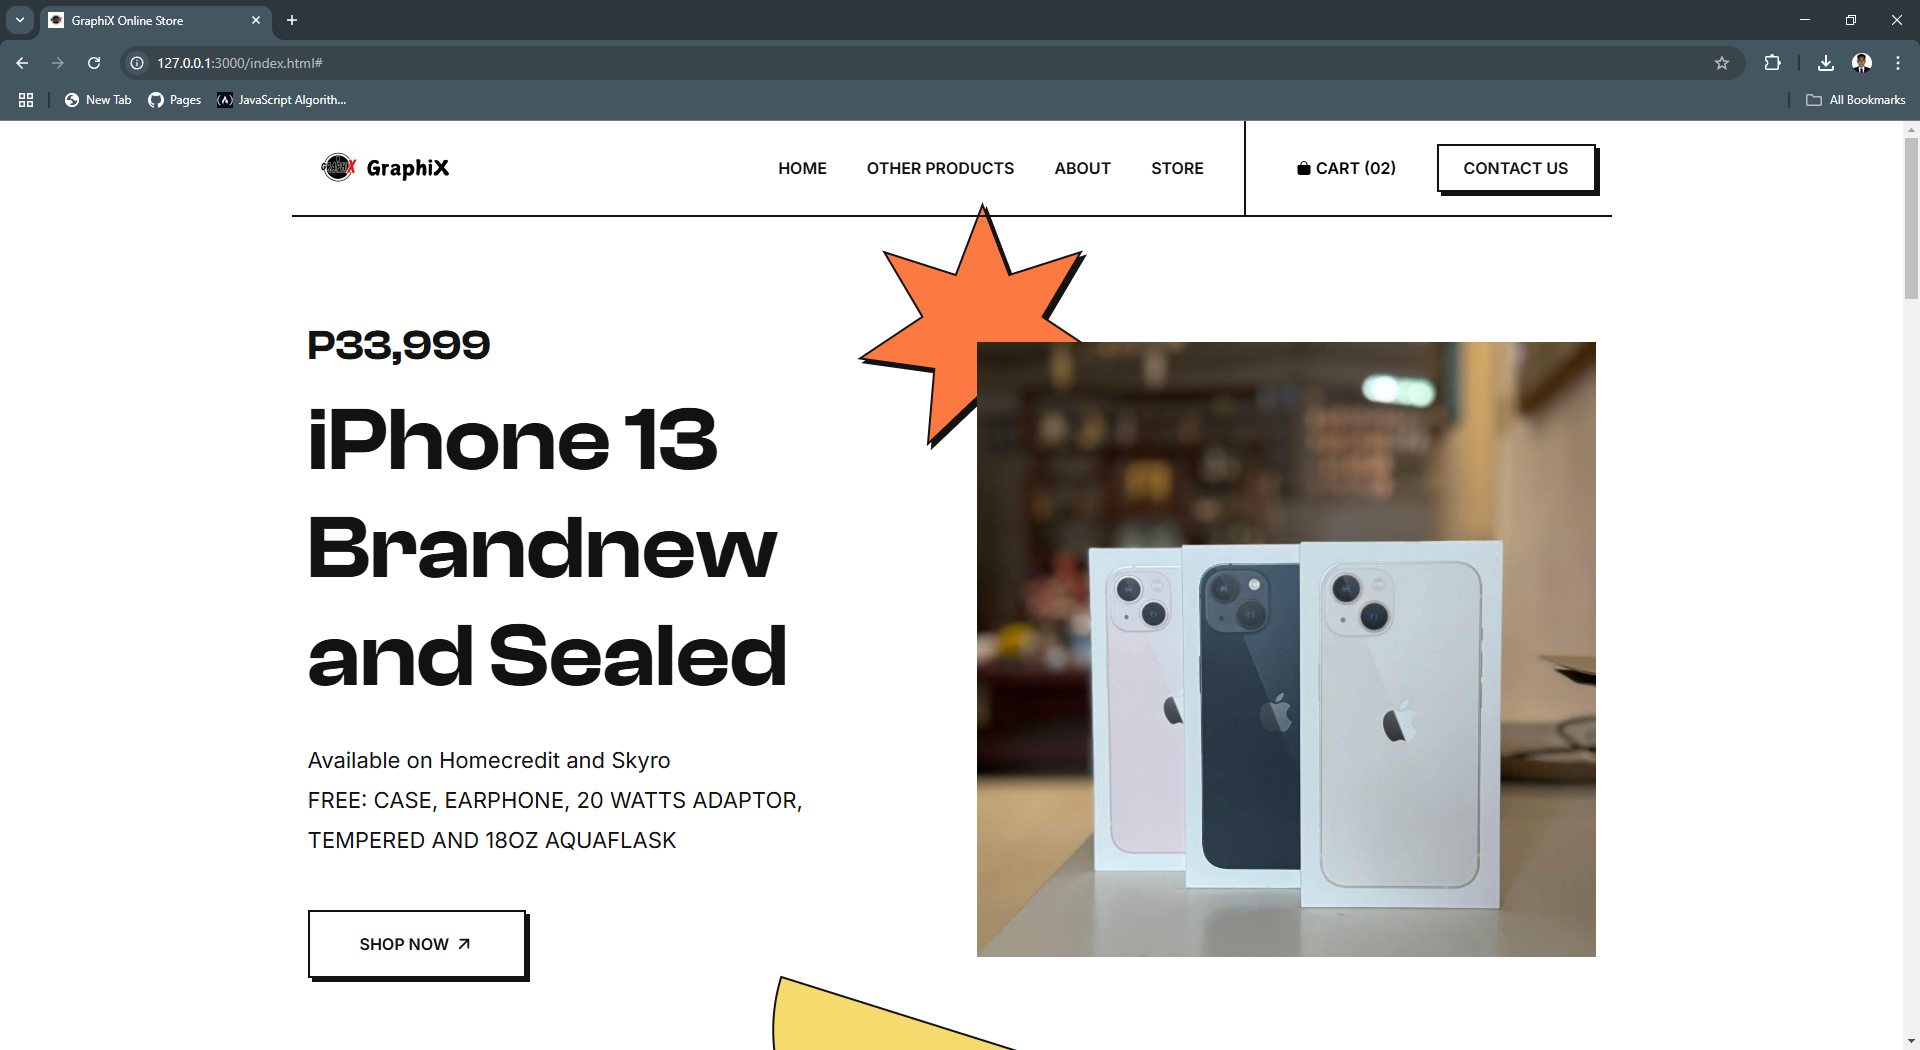 GraphiX Online Store
127.0.0.1:3000/index.html#
New Tab
Pages
JavaScript Algorith...
All Bookmarks
GRAPHIX
GraphiX
HOME
OTHER PRODUCTS
ABOUT
STORE
CART (02)
CONTACT US
P33,999
iPhone 13
Brandnew
and Sealed
Available on Homecredit and Skyro
FREE: CASE, EARPHONE, 20 WATTS ADAPTOR,
TEMPERED AND 18OZ AQUAFLASK
SHOP NOW